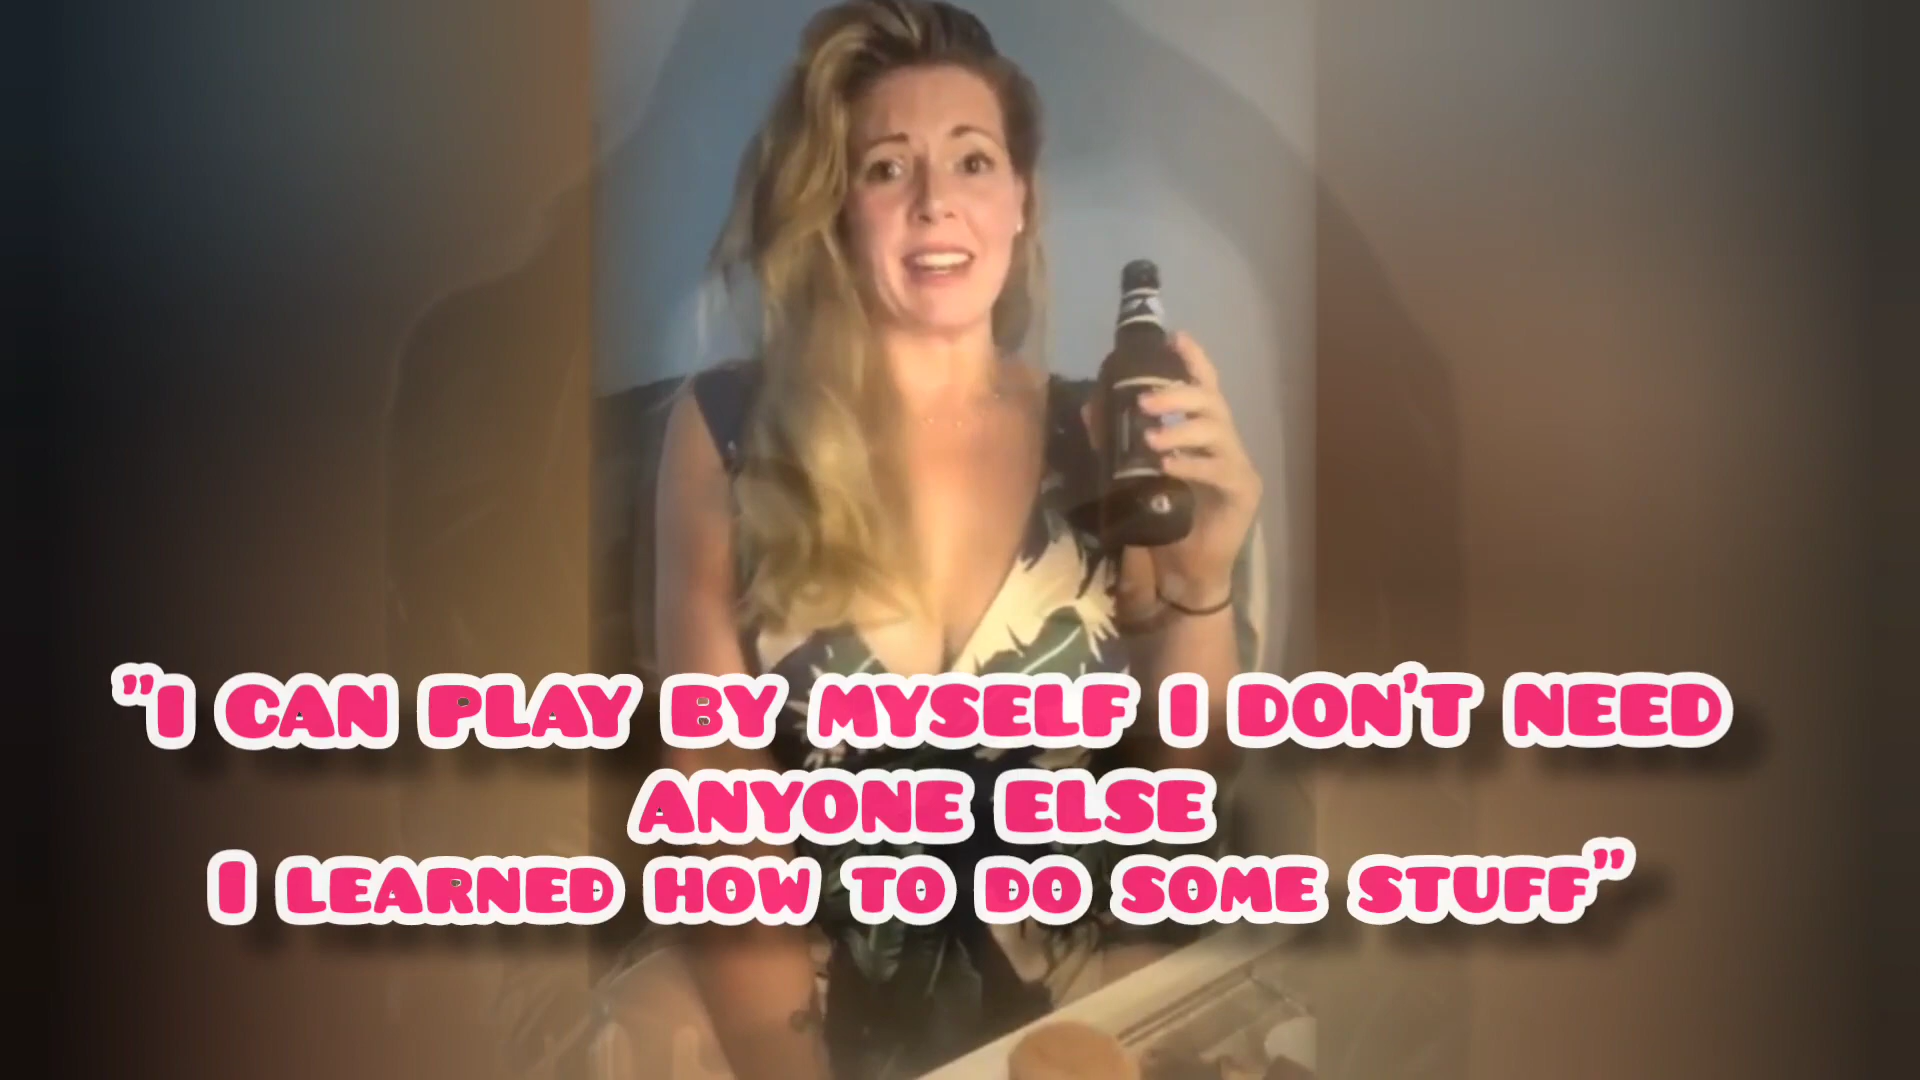 "I CAN PLAY BY MYSELF I DON'T NEED
ANYONE ELSE
I LEARNED HOW TO DO SOME STUFF"